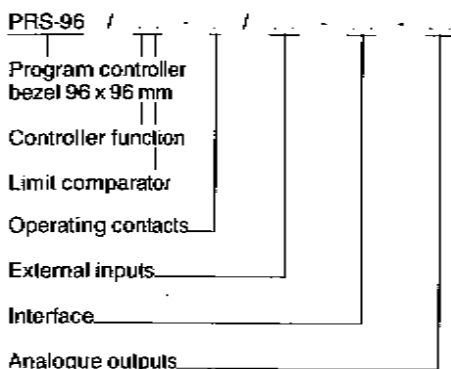 PRS-96 / . . - . / . . - . . - . .
Program controller
bezel 96 x 96 mm
Controller function
Limit comparator
Operating contacts
External inputs
Interface
Analogue outputs